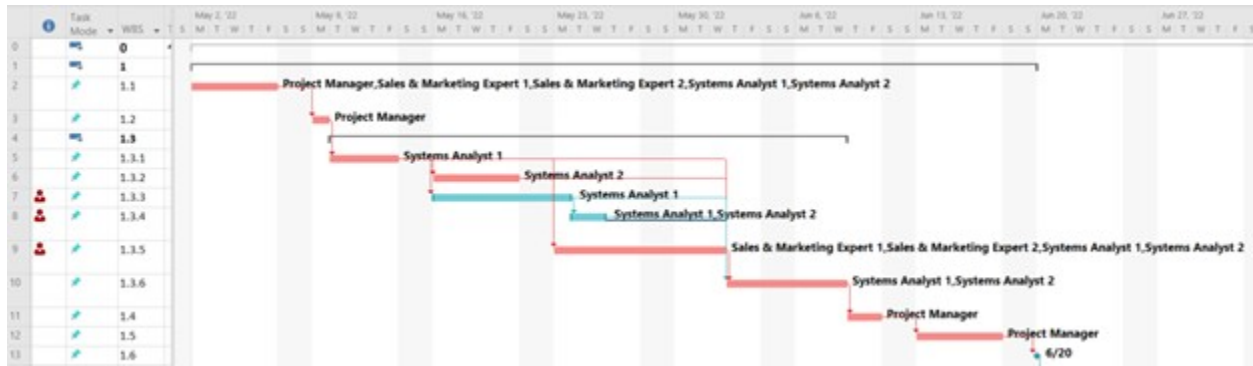 May 2, '22 May 9, '22 May 16, '22 May 23, '22 May 30, '22 Jun 6, '22 Jun 13, '22 Jun 20, '22 Jun 27, '22
Task Mode WBS T S M T W T F S S M T W T F S S M T W T F S S M T W T F S S M T W T F S S M T W T F S S M T W T F S S M T W T F S S M T W T F S
0 0
1 1
2 1.1 Project Manager,Sales & Marketing Expert 1,Sales & Marketing Expert 2,Systems Analyst 1,Systems Analyst 2
3 1.2 Project Manager
4 1.3
5 1.3.1 Systems Analyst 1
6 1.3.2 Systems Analyst 2
7 1.3.3 Systems Analyst 1
8 1.3.4 Systems Analyst 1,Systems Analyst 2
9 1.3.5 Sales & Marketing Expert 1,Sales & Marketing Expert 2,Systems Analyst 1,Systems Analyst 2
10 1.3.6 Systems Analyst 1,Systems Analyst 2
11 1.4 Project Manager
12 1.5 Project Manager
13 1.6 6/20